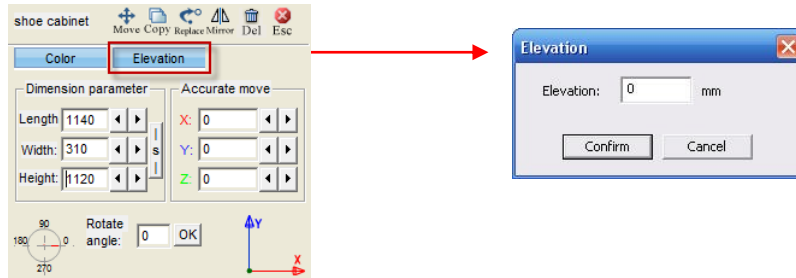 shoe cabinet
Move Copy Replace Mirror Del Esc
Color Elevation
Dimension parameter Accurate move
Length 1140 X: 0
Width: 310 s Y: 0
Height: 1120 Z: 0
90
180 0
270
Rotate
angle: 0 OK
Y
X
Elevation
Elevation: 0 mm
Confirm Cancel